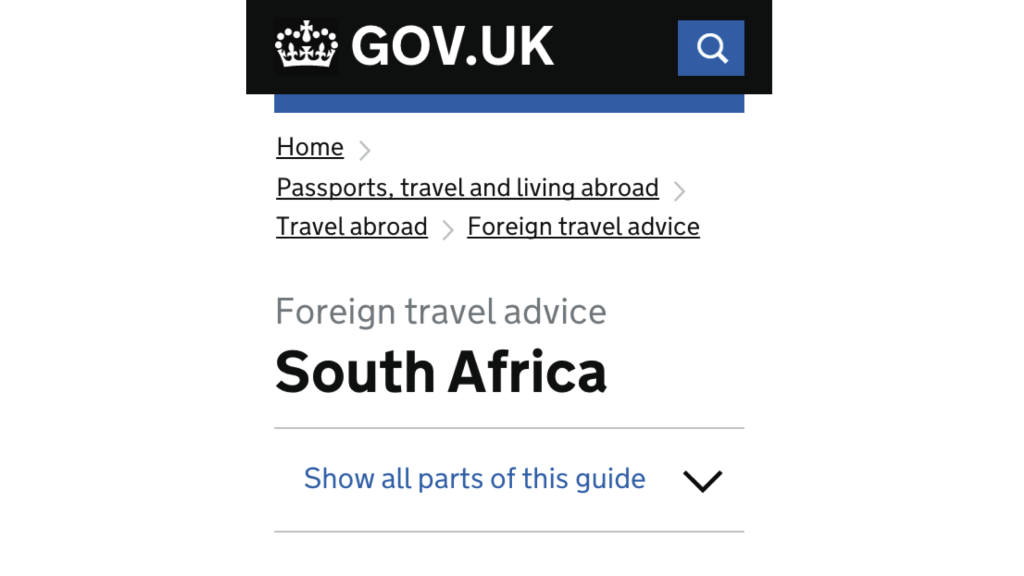 GOV.UK
Home
Passports, travel and living abroad
Travel abroad Foreign travel advice
Foreign travel advice
South Africa
Show all parts of this guide